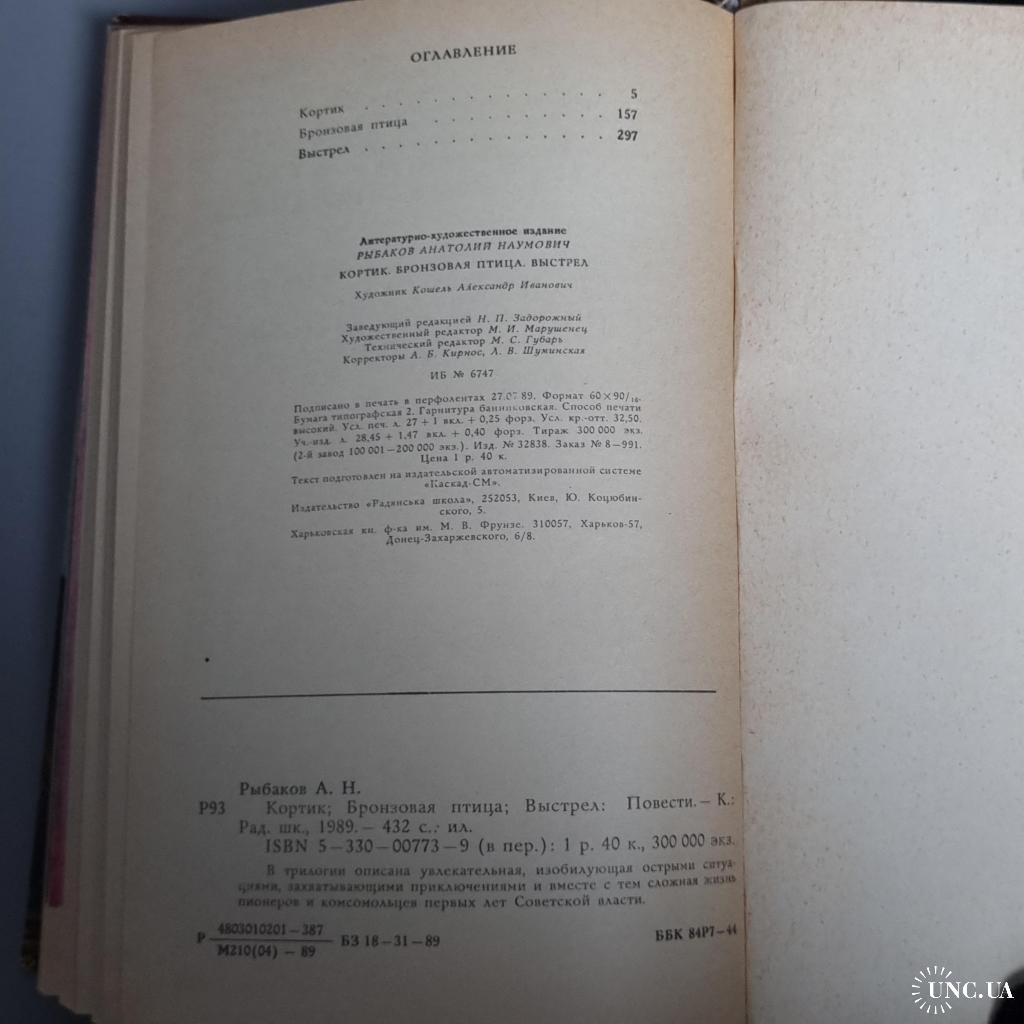 ОГЛАВЛЕНИЕ
Кортик . . . . . . . . . . . . . 5
Бронзовая птица . . . . . . . . . . 157
Выстрел . . . . . . . . . . . . . 297
Литературно-художественное издание
РЫБАКОВ АНАТОЛИЙ НАУМОВИЧ
КОРТИК. БРОНЗОВАЯ ПТИЦА. ВЫСТРЕЛ
Художник Кошель Александр Иванович
Заведующий редакцией Н. П. Задорожный
Художественный редактор М. И. Марушенец
Технический редактор М. С. Губарь
Корректоры А. Б. Кирнос, Л. В. Шуминская
ИБ № 6747
Подписано в печать в перфолентах 27.07 89. Формат 60×90/16.
Бумага типографская 2. Гарнитура банниковская. Способ печати
высокий. Усл. печ. л. 27 + 1 вкл. + 0,25 форз. Усл. кр.-отт. 32,50.
Уч.-изд. л. 28,45 + 1,47 вкл. + 0,40 форз. Тираж 300 000 экз.
(2-й завод 100 001—200 000 экз.). Изд. № 32838. Заказ № 8—991.
Цена 1 р. 40 к.
Текст подготовлен на издательской автоматизированной системе
«Каскад-СМ».
Издательство «Радянська школа», 252053, Киев, Ю. Коцюбин-
ского, 5.
Харьковская кн. ф-ка им. М. В. Фрунзе. 310057, Харьков-57,
Донец-Захаржевского, 6/8.
Рыбаков А. Н.
Р93 Кортик; Бронзовая птица; Выстрел: Повести.— К.:
Рад. шк., 1989.— 432 с.: ил.
ISBN 5—330—00773—9 (в пер.): 1 р. 40 к., 300 000 экз.
В трилогии описана увлекательная, изобилующая острыми ситуа-
циями, захватывающими приключениями и вместе с тем сложная жизнь
пионеров и комсомольцев первых лет Советской власти.
Р 4803010201—387
М210(04) — 89 БЗ 18—31—89 ББК 84Р7—44
UNC.UA